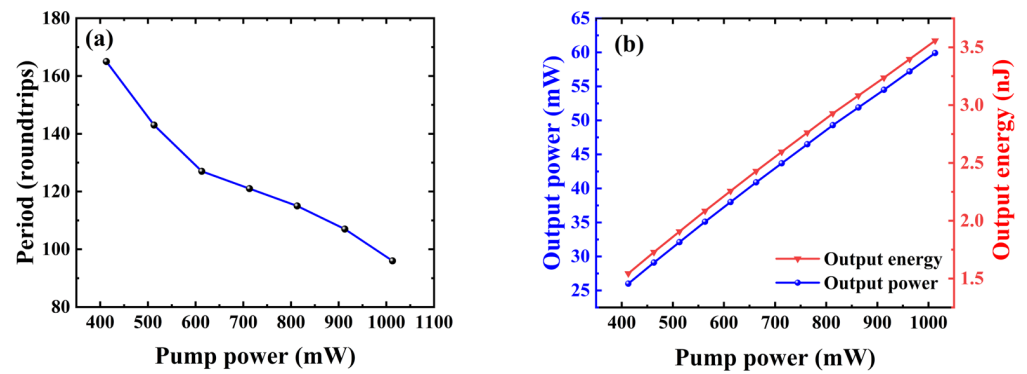 (a)
180
160
140
120
100
80
400 500 600 700 800 900 1000 1100
Period (roundtrips)
Pump power (mW)
(b)
65
60
55
50
45
40
35
30
25
400 500 600 700 800 900 1000
Output power (mW)
Pump power (mW)
3.5
3.0
2.5
2.0
1.5
Output energy (nJ)
Output energy
Output power